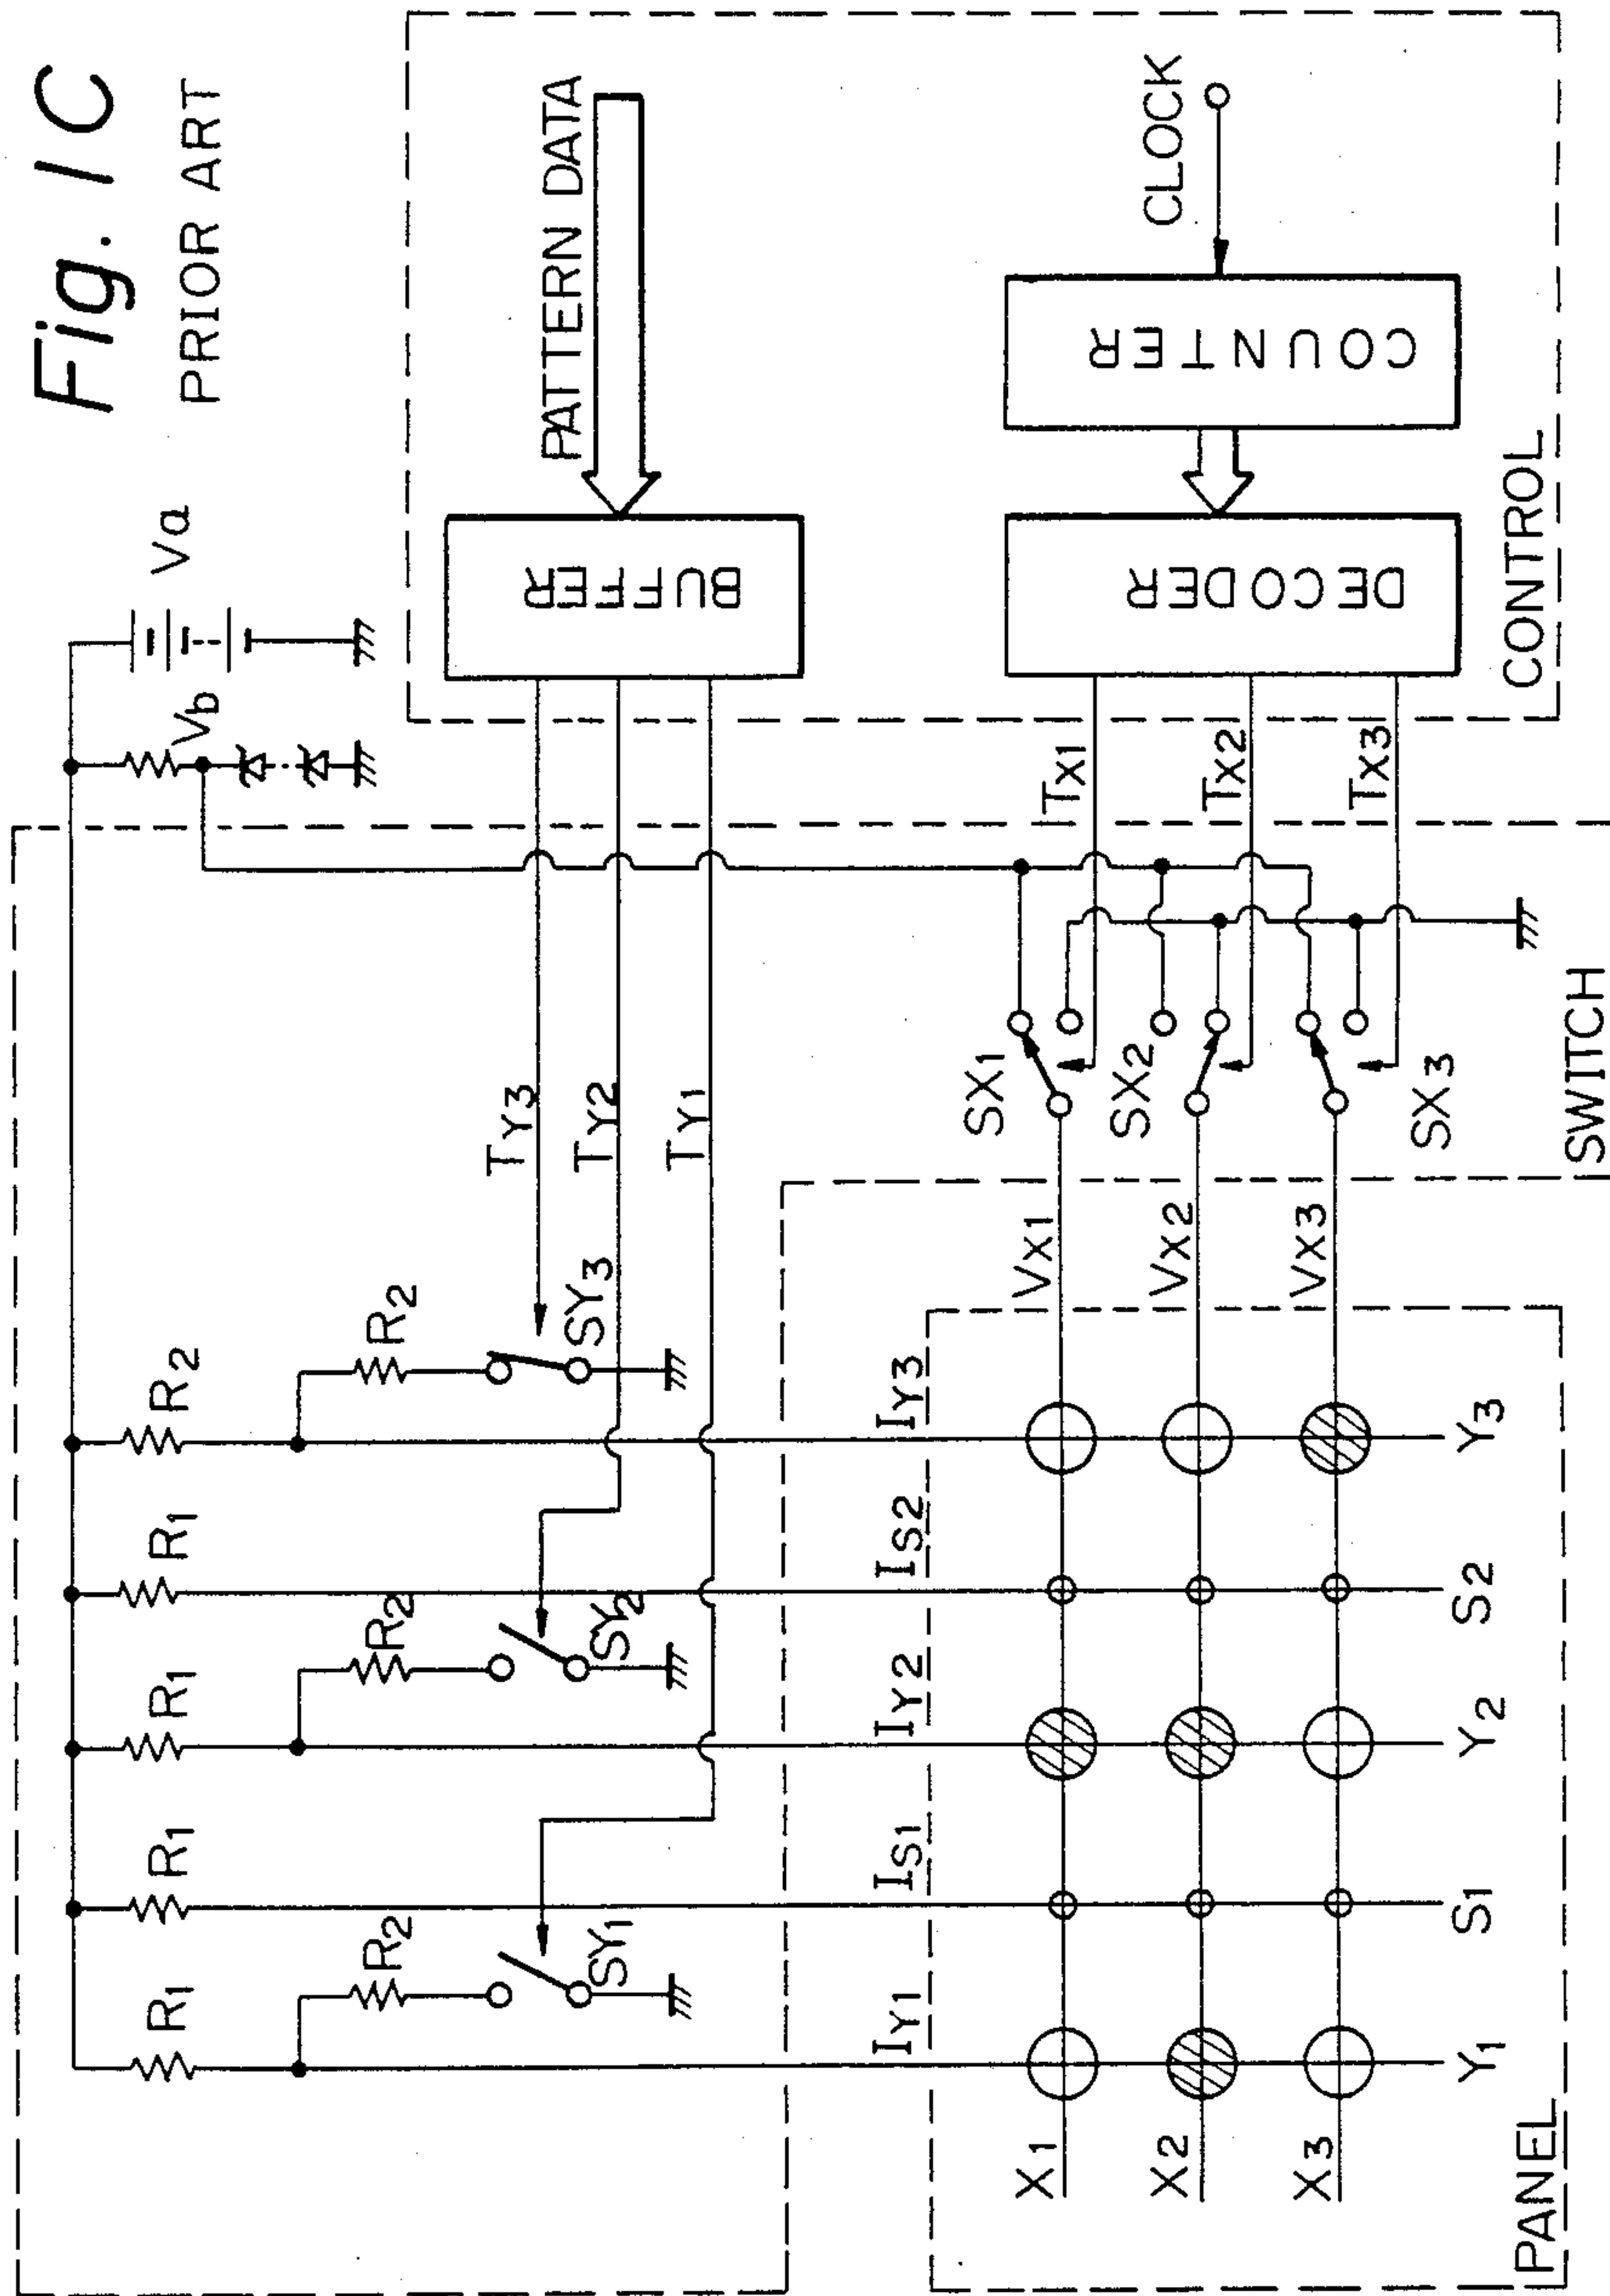 Fig. 1C
PRIOR ART
Va
Vb
R1
R1
R1
R1
R2
R2
R2
R2
SY1
SY2
SY3
TY3
TY2
TY1
BUFFER
PATTERN DATA
IY1
IS1
IY2
IS2
IY3
X1
X2
X3
VX1
VX2
VX3
SX1
SX2
SX3
TX1
TX2
TX3
DECODER
COUNTER
CLOCK
CONTROL
Y1
S1
Y2
S2
Y3
PANEL
SWITCH